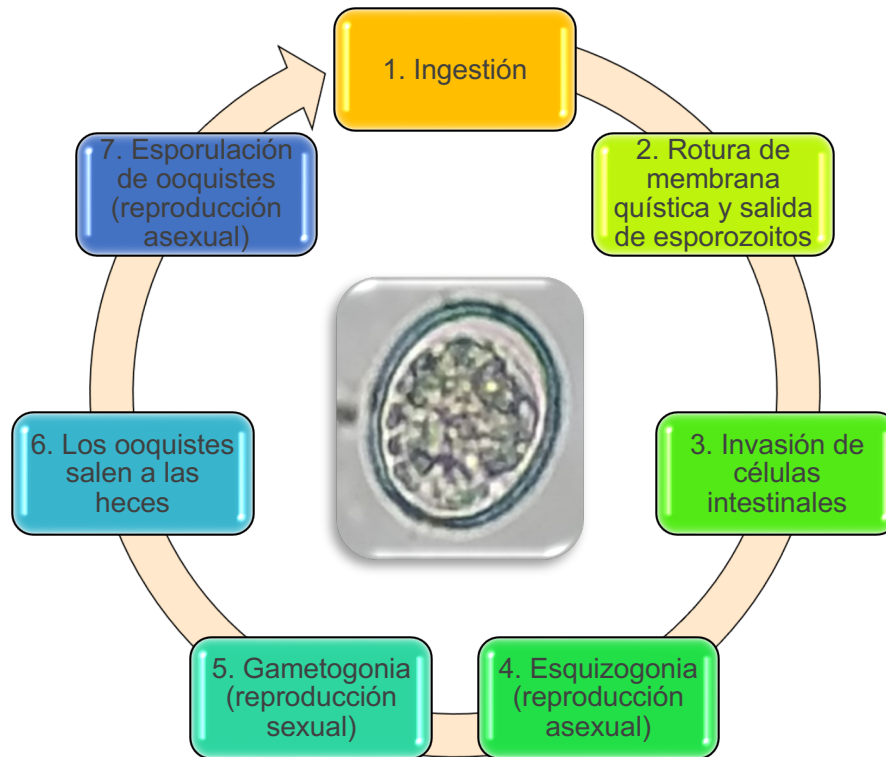 1. Ingestión
2. Rotura de
membrana
quística y salida
de esporozoitos
3. Invasión de
células
intestinales
4. Esquizogonia
(reproducción
asexual)
5. Gametogonia
(reproducción
sexual)
6. Los ooquistes
salen a las
heces
7. Esporulación
de ooquistes
(reproducción
asexual)